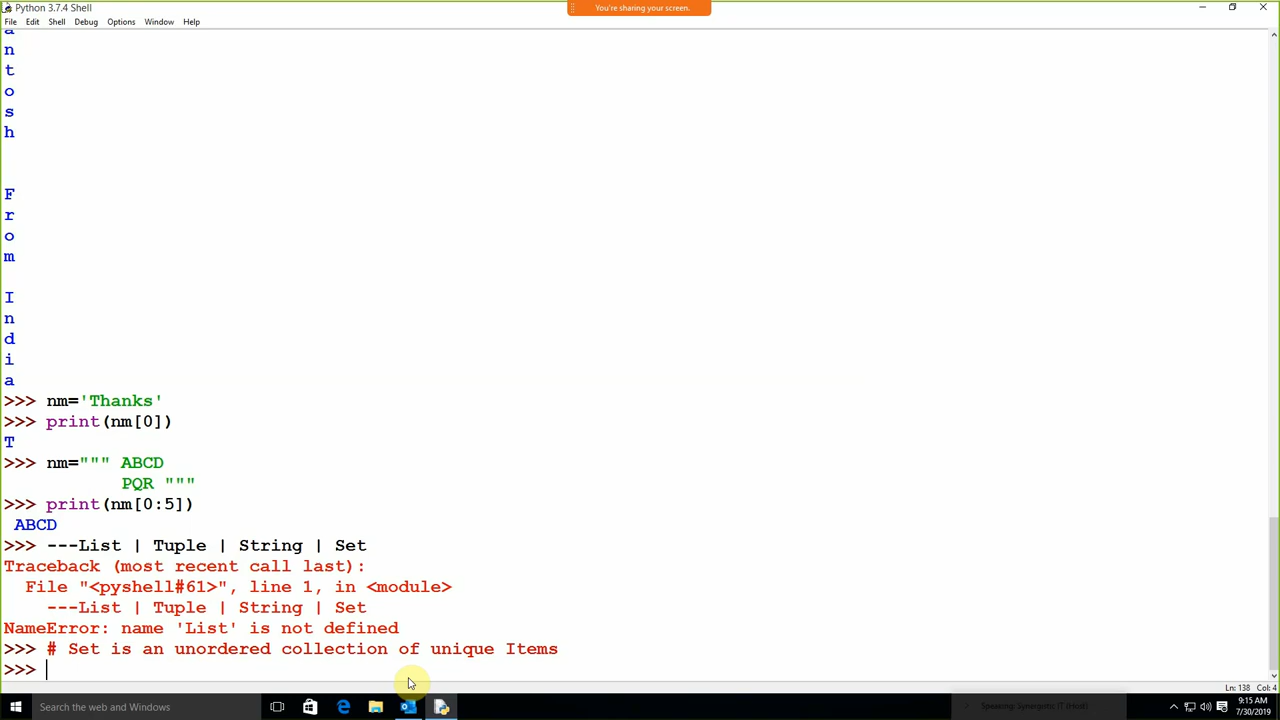 Python 3.7.4 Shell
You're sharing your screen.
File Edit Shell Debug Options Window Help
a
n
t
o
s
h
F
r
o
m
I
n
d
i
a
>>> nm='Thanks'
>>> print(nm[0])
T
>>> nm=""" ABCD
PQR """
>>> print(nm[0:5])
ABCD
>>> ---List | Tuple | String | Set
Traceback (most recent call last):
File "<pyshell#61>", line 1, in <module>
---List | Tuple | String | Set
NameError: name 'List' is not defined
>>> # Set is an unordered collection of unique Items
>>>
Ln: 138 Col: 4
Search the web and Windows
Speaking: Synergistic IT (Host)
9:15 AM
7/30/2019